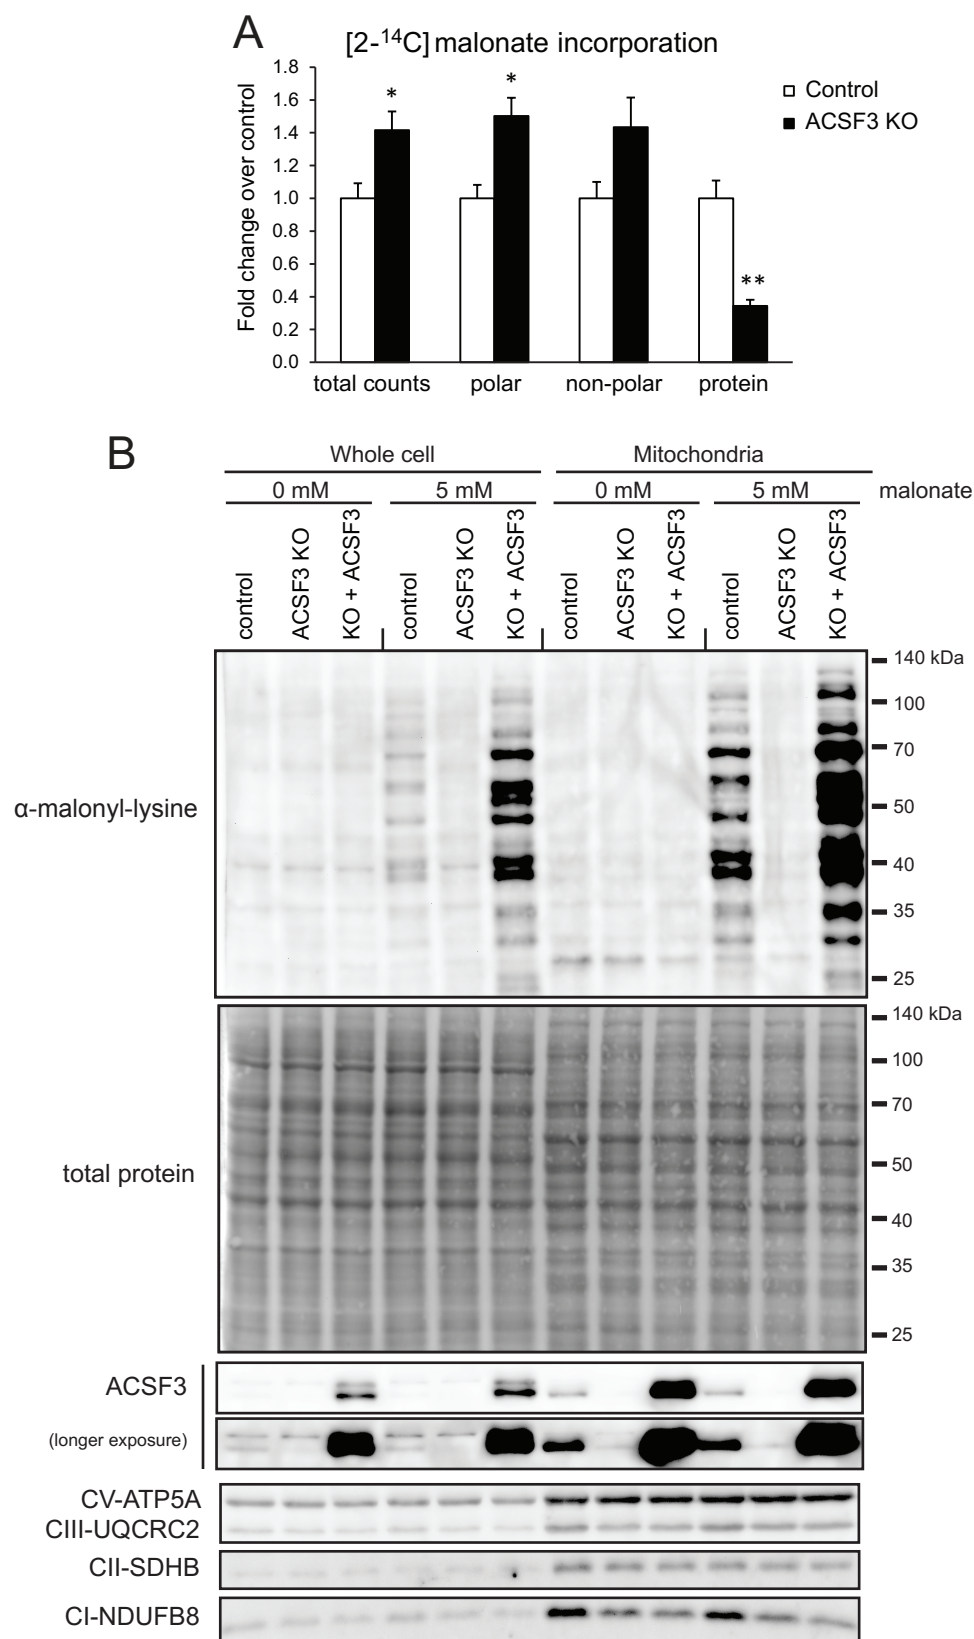 A
[2-¹⁴C] malonate incorporation
Fold change over control
1.8
1.6
1.4
1.2
1.0
0.8
0.6
0.4
0.2
0.0
* * **
Control
ACSF3 KO
total counts polar non-polar protein
B
Whole cell Mitochondria
0 mM 5 mM 0 mM 5 mM malonate
control ACSF3 KO KO + ACSF3 control ACSF3 KO KO + ACSF3 control ACSF3 KO KO + ACSF3 control ACSF3 KO KO + ACSF3
α-malonyl-lysine
140 kDa
100
70
50
40
35
25
total protein
140 kDa
100
70
50
40
35
25
ACSF3
(longer exposure)
CV-ATP5A
CIII-UQCRC2
CII-SDHB
CI-NDUFB8